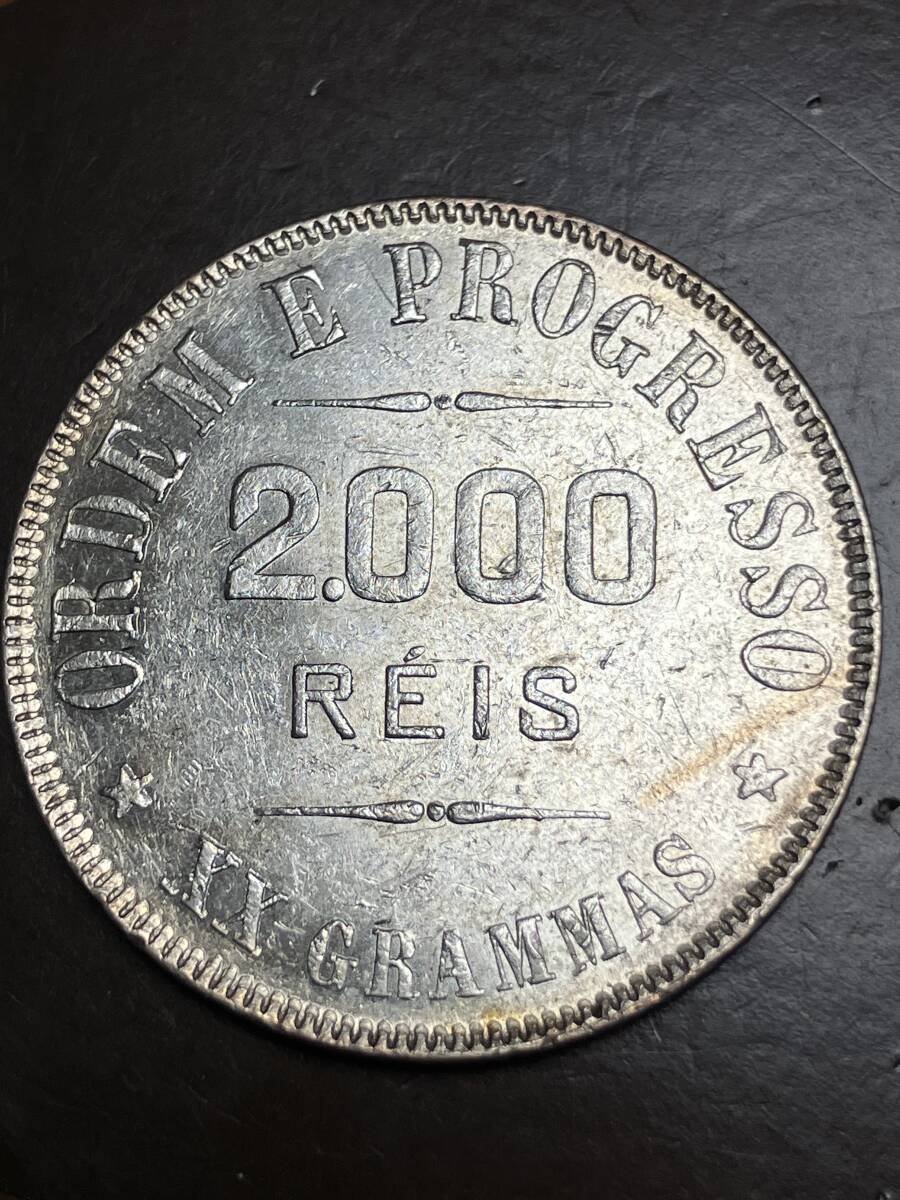 ORDEM E PROGRESSO
2.000
RÉIS
XX GRAMMAS